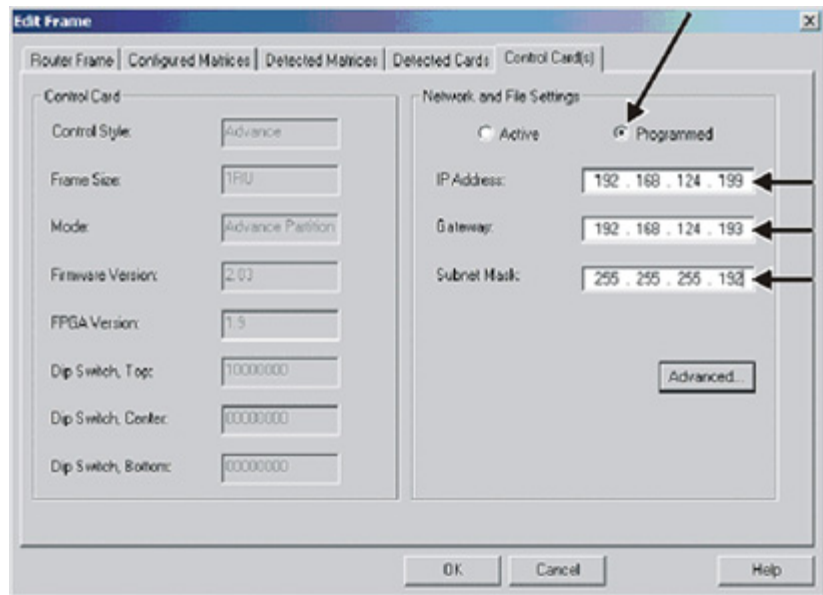 Edit Frame
Router Frame Configured Matrices Detected Matrices Detected Cards Control Card(s)
Control Card
Control Style: Advance
Frame Size: 1RU
Mode: Advance Partition
Firmware Version: 2.03
FPGA Version: 1.9
Dip Switch, Top: 10000000
Dip Switch, Center: 00000000
Dip Switch, Bottom: 00000000
Network and File Settings
Active Programmed
IP Address: 192 . 168 . 124 . 199
Gateway: 192 . 168 . 124 . 193
Subnet Mask: 255 . 255 . 255 . 192
Advanced...
OK Cancel Help